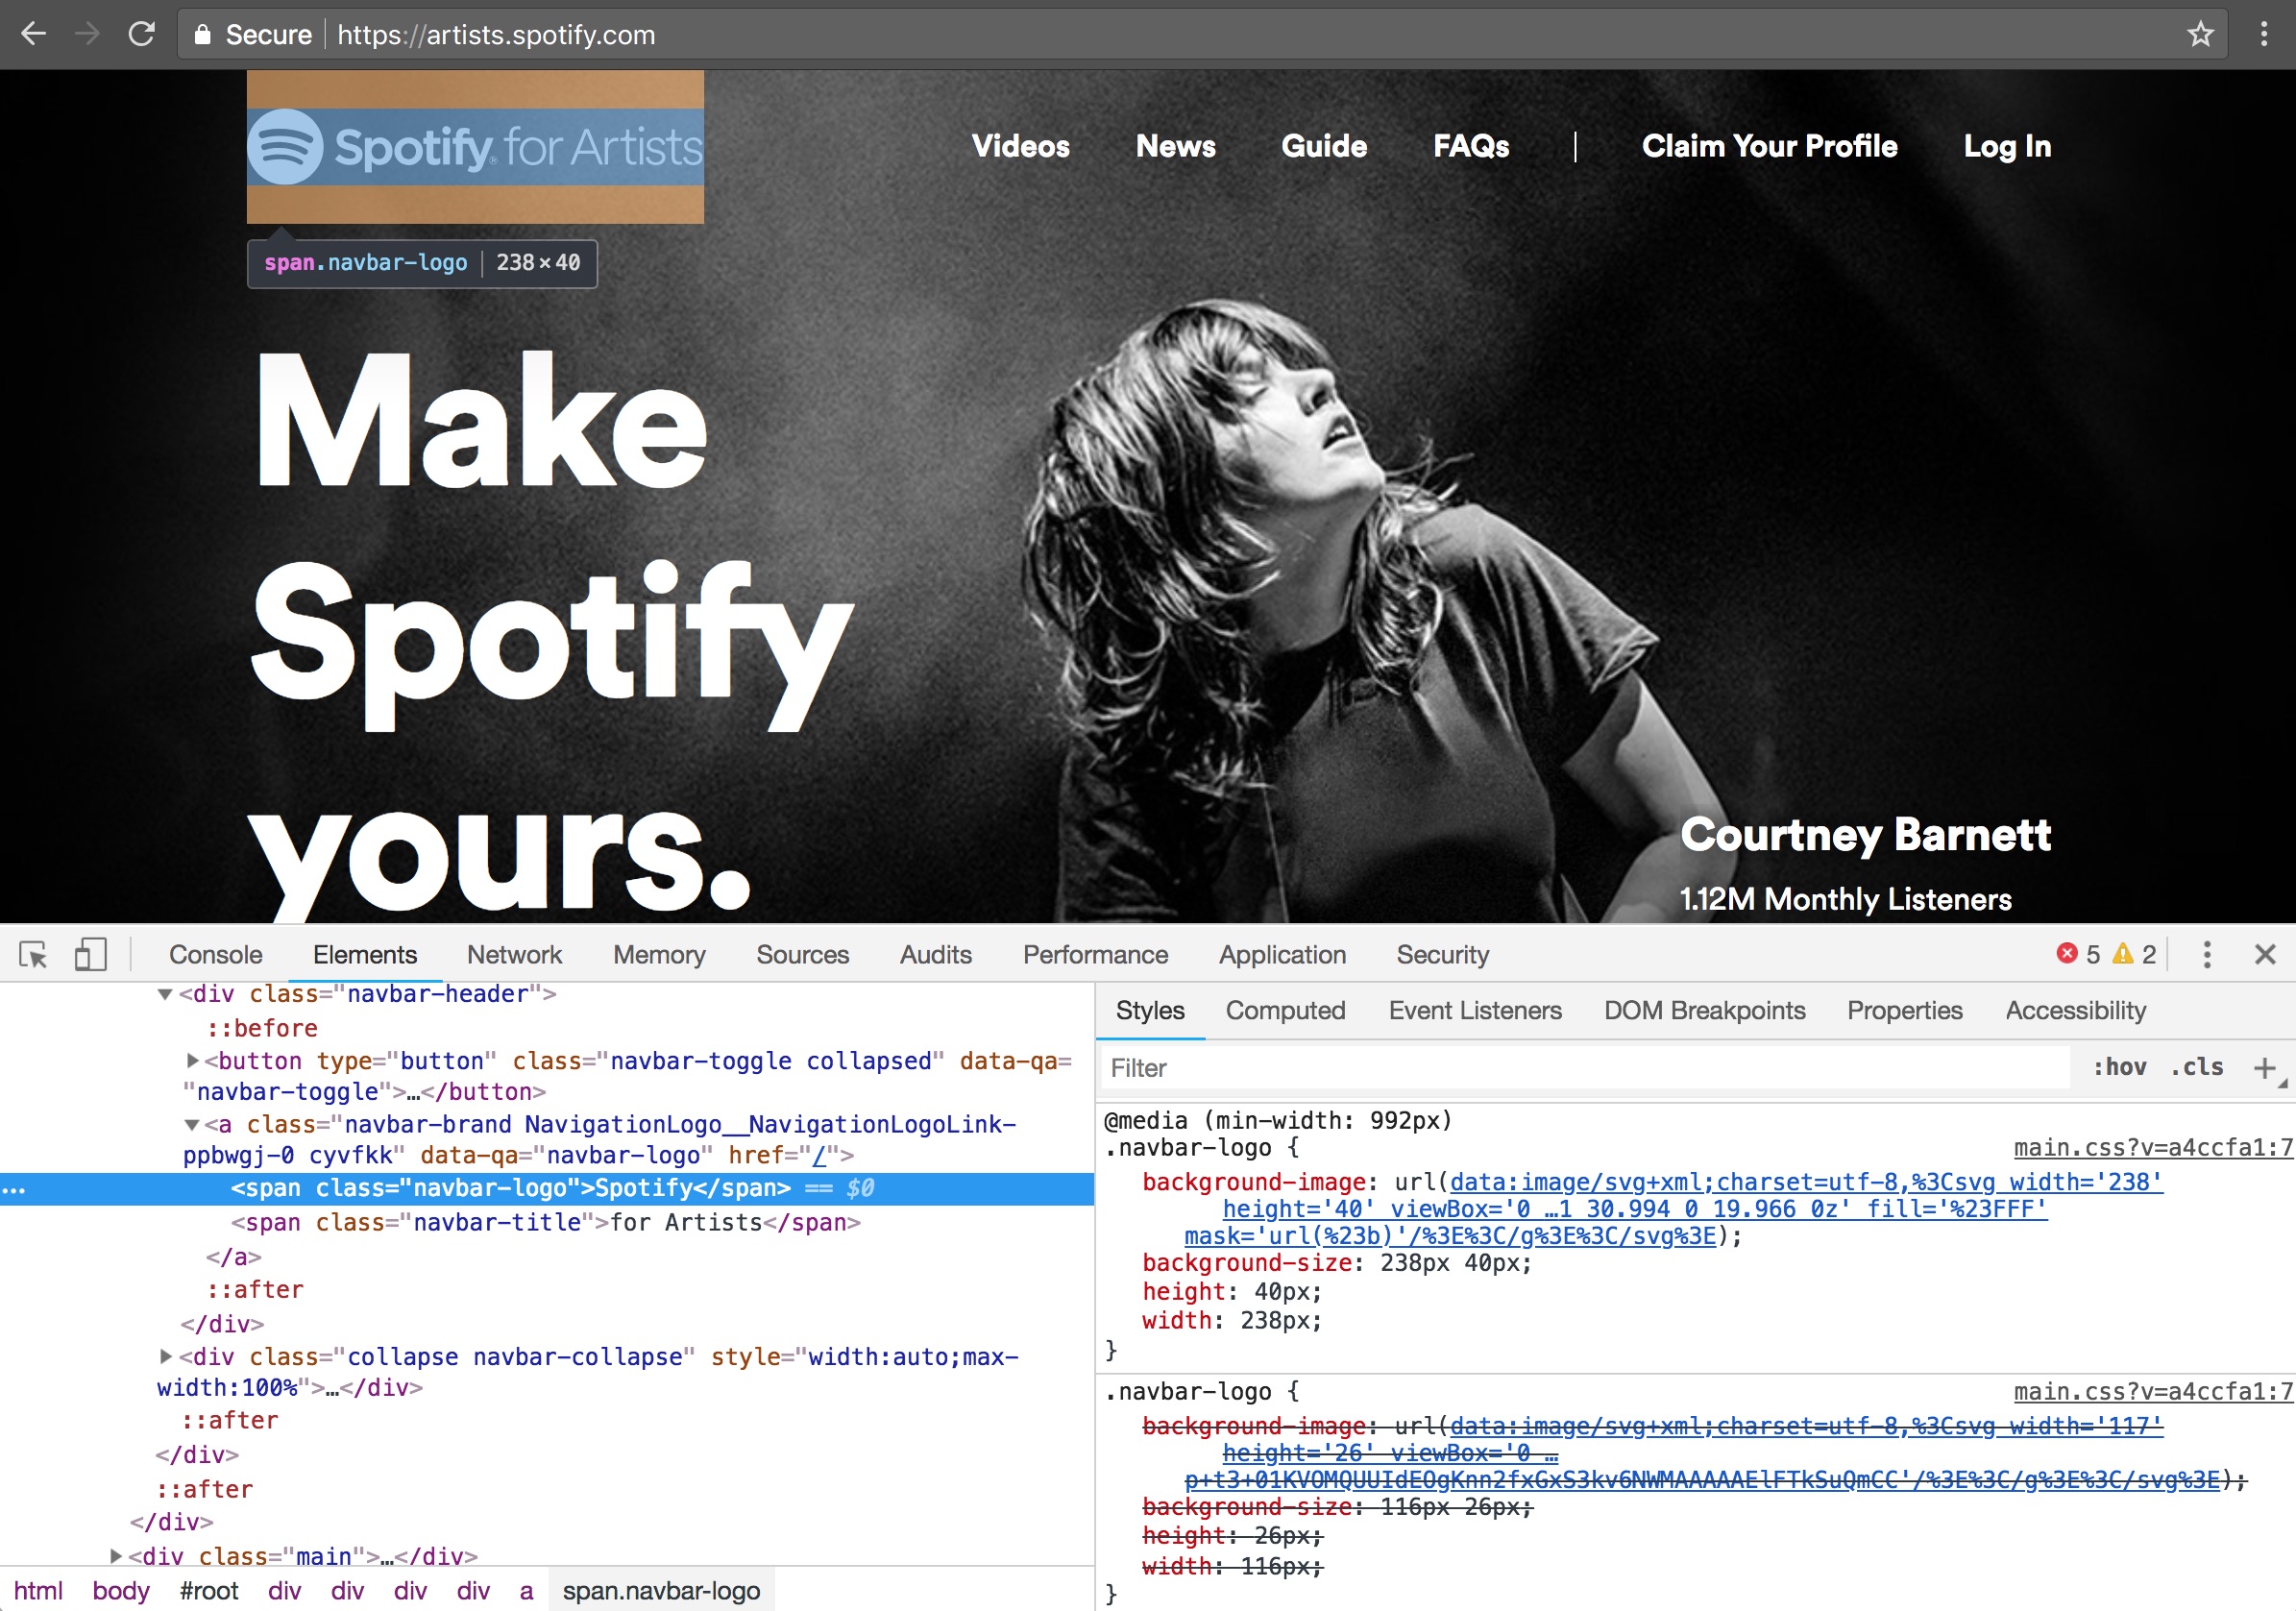 Secure https://artists.spotify.com
Spotify® for Artists
Videos News Guide FAQs | Claim Your Profile Log In
span.navbar-logo | 238 × 40
Make
Spotify
yours.
Courtney Barnett
1.12M Monthly Listeners
Console Elements Network Memory Sources Audits Performance Application Security 5 2
<div class="navbar-header">
::before
<button type="button" class="navbar-toggle collapsed" data-qa=
"navbar-toggle">…</button>
<a class="navbar-brand NavigationLogo__NavigationLogoLink-
ppbwgj-0 cyvfkk" data-qa="navbar-logo" href="/">
… <span class="navbar-logo">Spotify</span> == $0
<span class="navbar-title">for Artists</span>
</a>
::after
</div>
<div class="collapse navbar-collapse" style="width:auto;max-
width:100%">…</div>
::after
</div>
::after
</div>
<div class="main">…</div>
html body #root div div div div a span.navbar-logo
Styles Computed Event Listeners DOM Breakpoints Properties Accessibility
Filter :hov .cls +
@media (min-width: 992px)
.navbar-logo { main.css?v=a4ccfa1:7
background-image: url(data:image/svg+xml;charset=utf-8,%3Csvg width='238'
height='40' viewBox='0 …1 30.994 0 19.966 0z' fill='%23FFF'
mask='url(%23b)'/%3E%3C/g%3E%3C/svg%3E);
background-size: 238px 40px;
height: 40px;
width: 238px;
}
.navbar-logo { main.css?v=a4ccfa1:7
background-image: url(data:image/svg+xml;charset=utf-8,%3Csvg width='117'
height='26' viewBox='0 …
p+t3+01KVOMQUUIdEOgKnn2fxGxS3kv6NWMAAAAAElFTkSuQmCC'/%3E%3C/g%3E%3C/svg%3E);
background-size: 116px 26px;
height: 26px;
width: 116px;
}